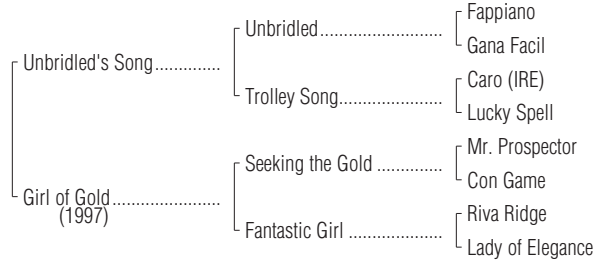 Fappiano
Unbridled
Gana Facil
Unbridled's Song
Caro (IRE)
Trolley Song
Lucky Spell
Mr. Prospector
Seeking the Gold
Con Game
Girl of Gold
(1997)
Riva Ridge
Fantastic Girl
Lady of Elegance